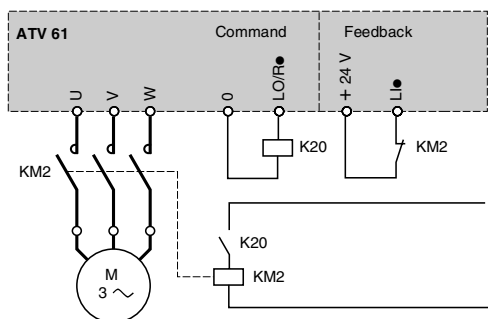 ATV 61 Command Feedback
U V W 0 LO/R● + 24 V LI●
K20 KM2
KM2
K20
M
3 ~
KM2